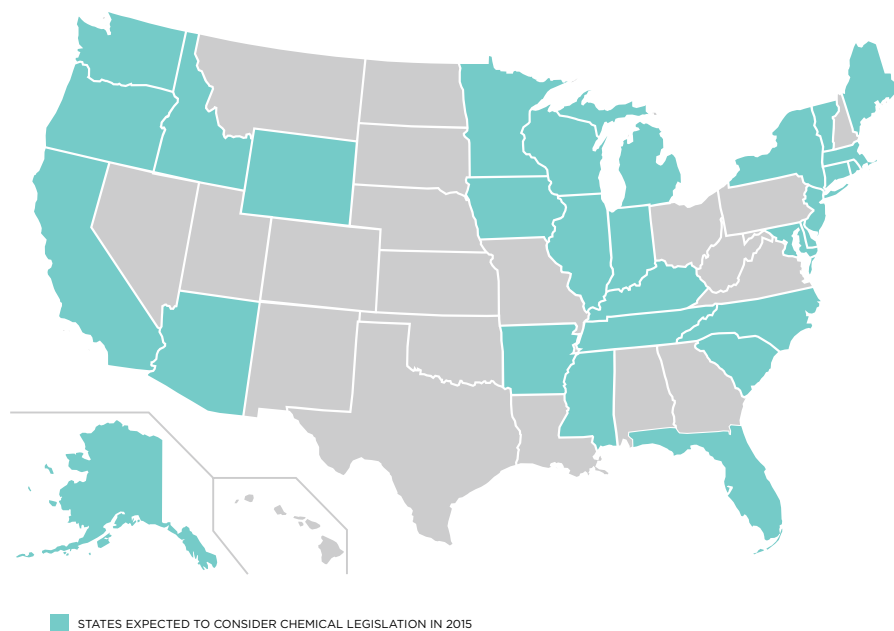 STATES EXPECTED TO CONSIDER CHEMICAL LEGISLATION IN 2015